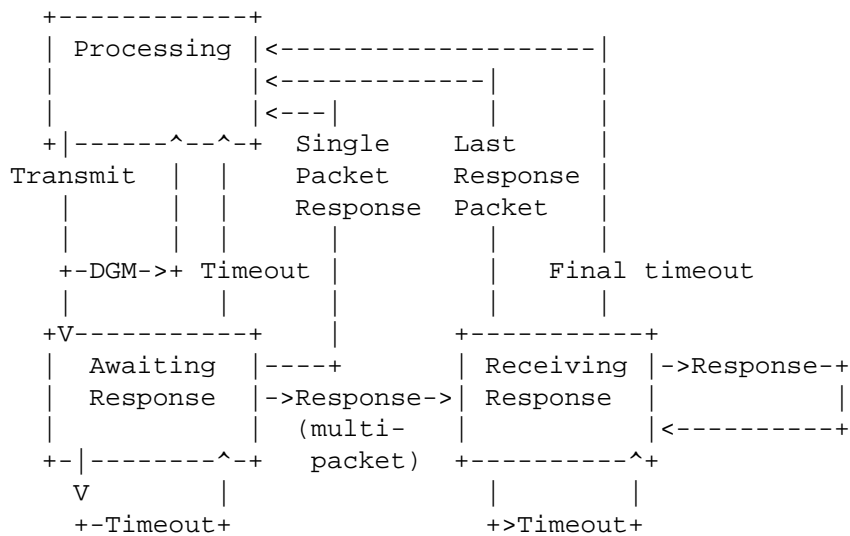 Processing
Single Last
Transmit Packet Response
Response Packet
DGM Timeout Final timeout
Awaiting Receiving Response
Response Response Response
(multi-
packet)
V
Timeout Timeout